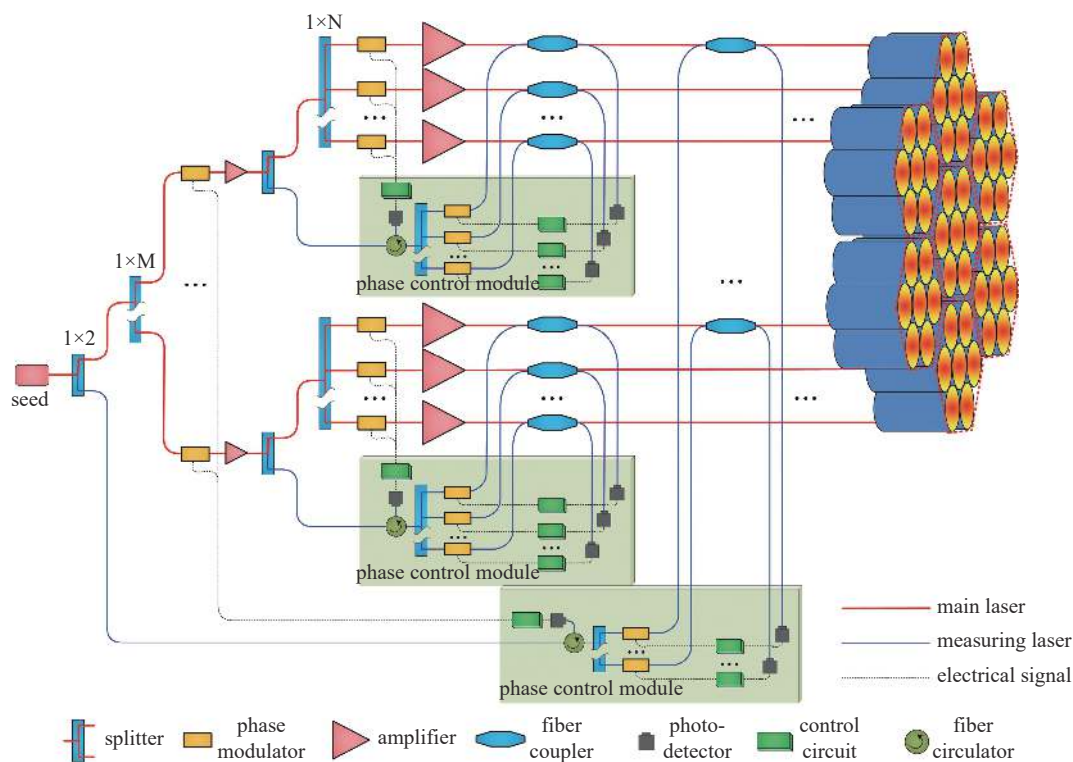 1×N
phase control module
1×M
1×2
seed
phase control module
phase control module
main laser
measuring laser
electrical signal
splitter
phase
modulator
amplifier
fiber
coupler
photo-
detector
control
circuit
fiber
circulator